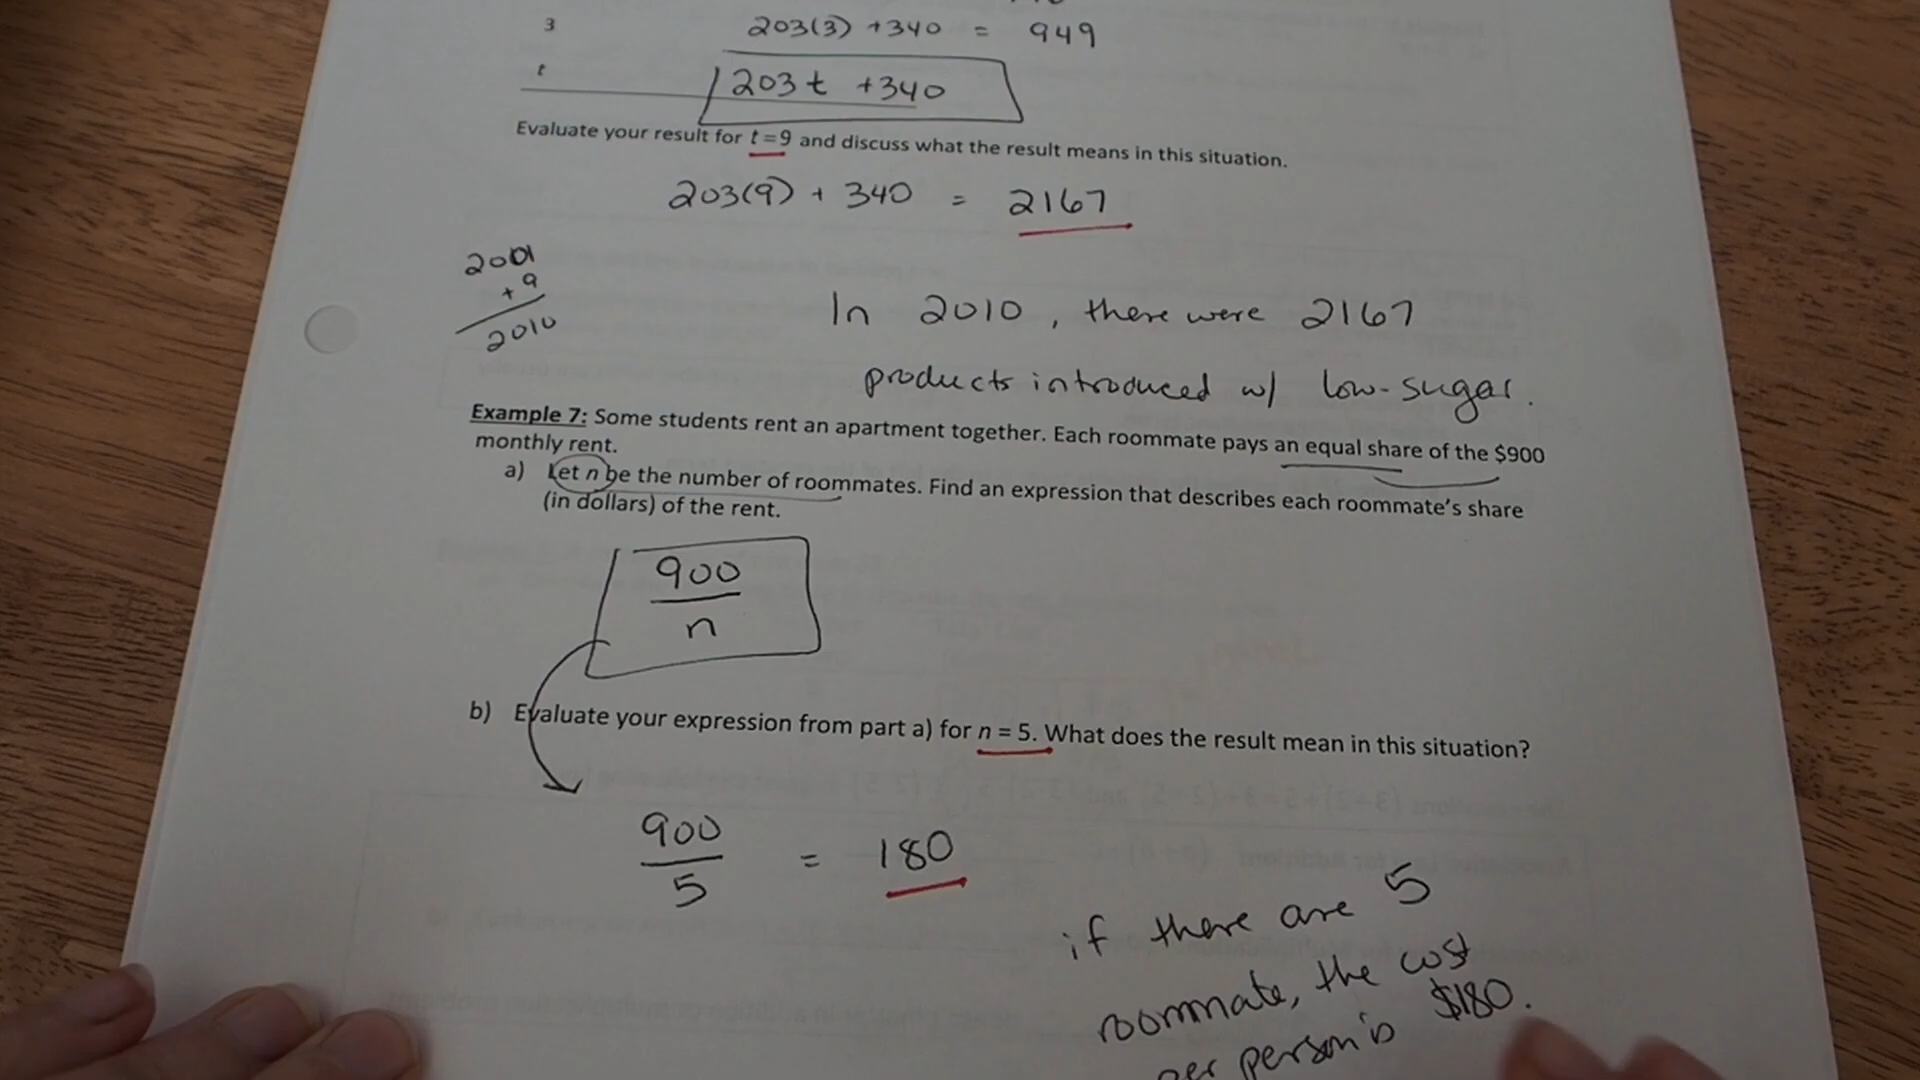 3 203(3) +340 = 949
t 203t +340
Evaluate your result for t = 9 and discuss what the result means in this situation.
203(9) + 340 = 2167
2001
+ 9
2010
In 2010, there were 2167
products introduced w/ low-sugar.
Example 7: Some students rent an apartment together. Each roommate pays an equal share of the $900
monthly rent.
a) Let n be the number of roommates. Find an expression that describes each roommate's share
(in dollars) of the rent.
900
n
b) Evaluate your expression from part a) for n = 5. What does the result mean in this situation?
900
5
= 180
if there are 5
roommate, the cost
per person is $180.